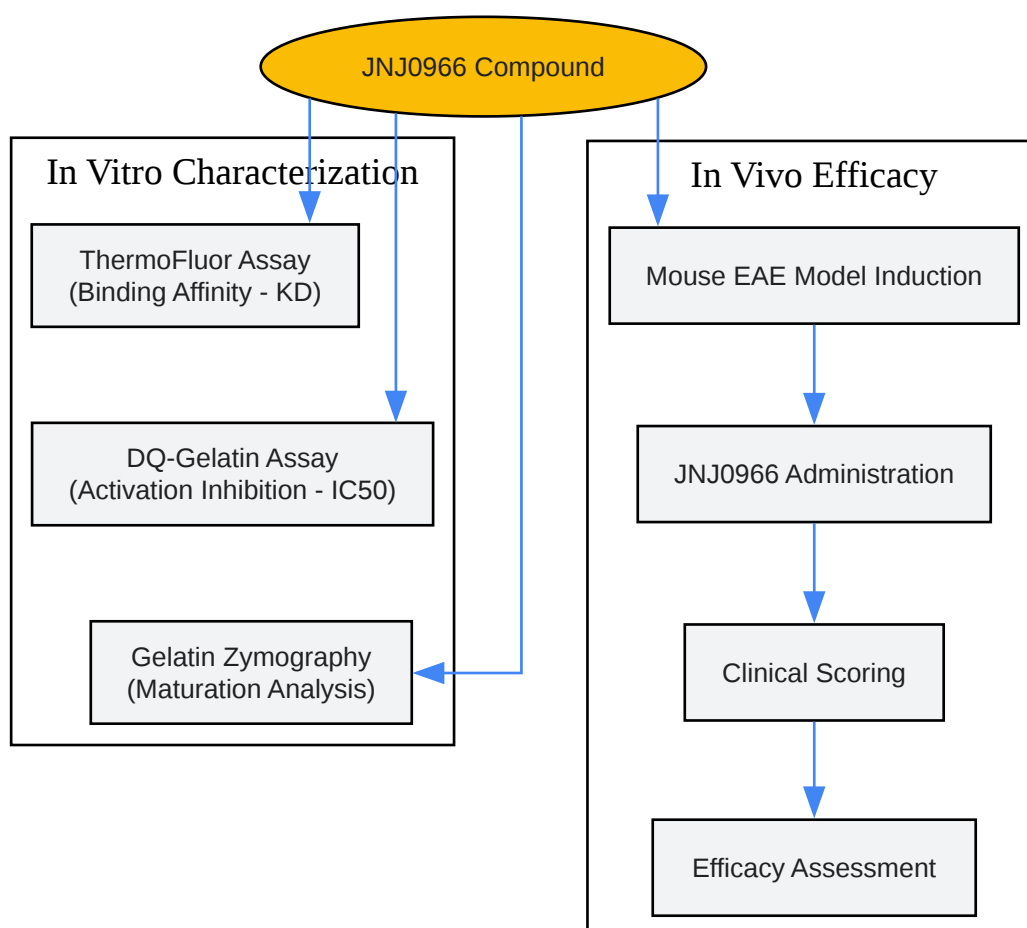 JNJ0966 Compound
In Vitro Characterization
ThermoFluor Assay
(Binding Affinity - KD)
DQ-Gelatin Assay
(Activation Inhibition - IC50)
Gelatin Zymography
(Maturation Analysis)
In Vivo Efficacy
Mouse EAE Model Induction
JNJ0966 Administration
Clinical Scoring
Efficacy Assessment